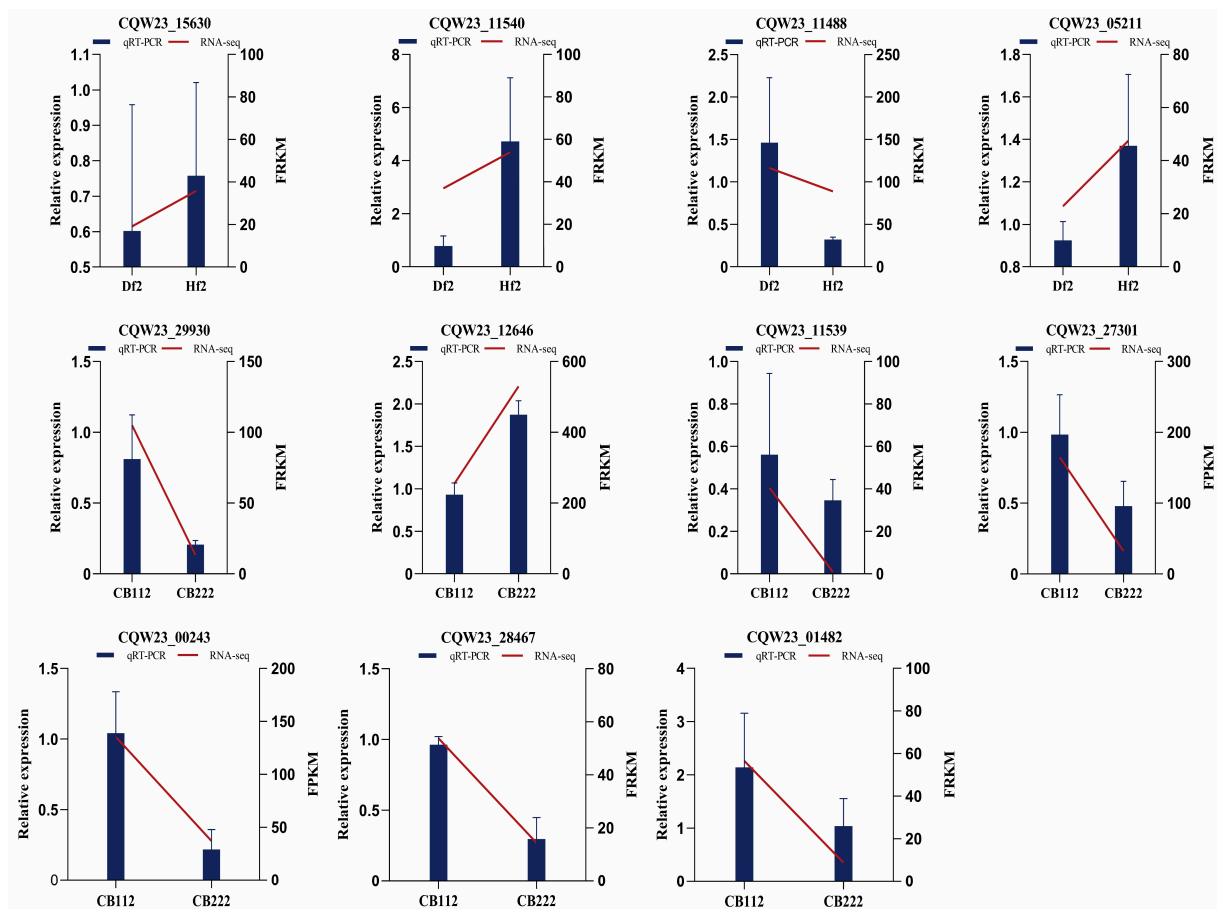 CQW23_15630
qRT-PCR RNA-seq
Relative expression
1.1
1.0
0.9
0.8
0.7
0.6
0.5
100
80
60
40
20
0
FRKM
Df2 Hf2
CQW23_11540
qRT-PCR RNA-seq
Relative expression
8
6
4
2
0
100
80
60
40
20
0
FRKM
Df2 Hf2
CQW23_11488
qRT-PCR RNA-seq
Relative expression
2.5
2.0
1.5
1.0
0.5
0
250
200
150
100
50
0
FRKM
Df2 Hf2
CQW23_05211
qRT-PCR RNA-seq
Relative expression
1.8
1.6
1.4
1.2
1.0
0.8
80
60
40
20
0
FRKM
Df2 Hf2
CQW23_29930
qRT-PCR RNA-seq
Relative expression
1.5
1.0
0.5
0
150
100
50
0
FRKM
CB112 CB222
CQW23_12646
qRT-PCR RNA-seq
Relative expression
2.5
2.0
1.5
1.0
0.5
0
600
400
200
0
FRKM
CB112 CB222
CQW23_11539
qRT-PCR RNA-seq
Relative expression
1.0
0.8
0.6
0.4
0.2
0
100
80
60
40
20
0
FRKM
CB112 CB222
CQW23_27301
qRT-PCR RNA-seq
Relative expression
1.5
1.0
0.5
0
300
200
100
0
FPKM
CB112 CB222
CQW23_00243
qRT-PCR RNA-seq
Relative expression
1.5
1.0
0.5
0
200
150
100
50
0
FPKM
CB112 CB222
CQW23_28467
qRT-PCR RNA-seq
Relative expression
1.5
1.0
0.5
0
80
60
40
20
0
FRKM
CB112 CB222
CQW23_01482
qRT-PCR RNA-seq
Relative expression
4
3
2
1
0
100
80
60
40
20
0
FRKM
CB112 CB222